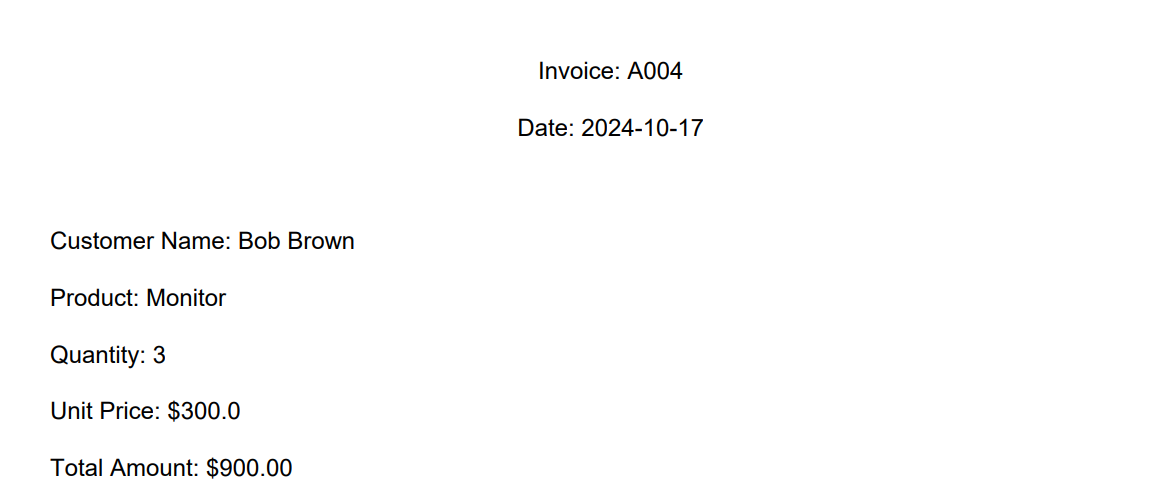 Invoice: A004
Date: 2024-10-17
Customer Name: Bob Brown
Product: Monitor
Quantity: 3
Unit Price: $300.0
Total Amount: $900.00